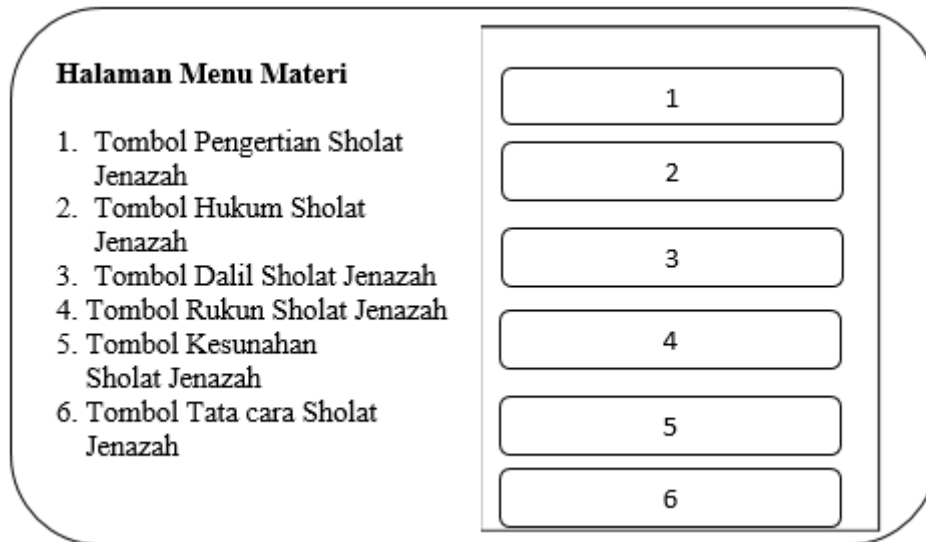 Halaman Menu Materi
1. Tombol Pengertian Sholat
Jenazah
2. Tombol Hukum Sholat
Jenazah
3. Tombol Dalil Sholat Jenazah
4. Tombol Rukun Sholat Jenazah
5. Tombol Kesunahan
Sholat Jenazah
6. Tombol Tata cara Sholat
Jenazah
1
2
3
4
5
6